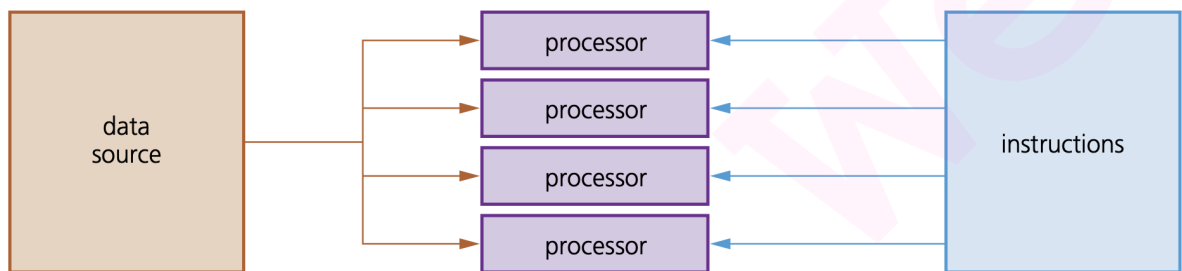 data
source
processor
processor
processor
processor
instructions